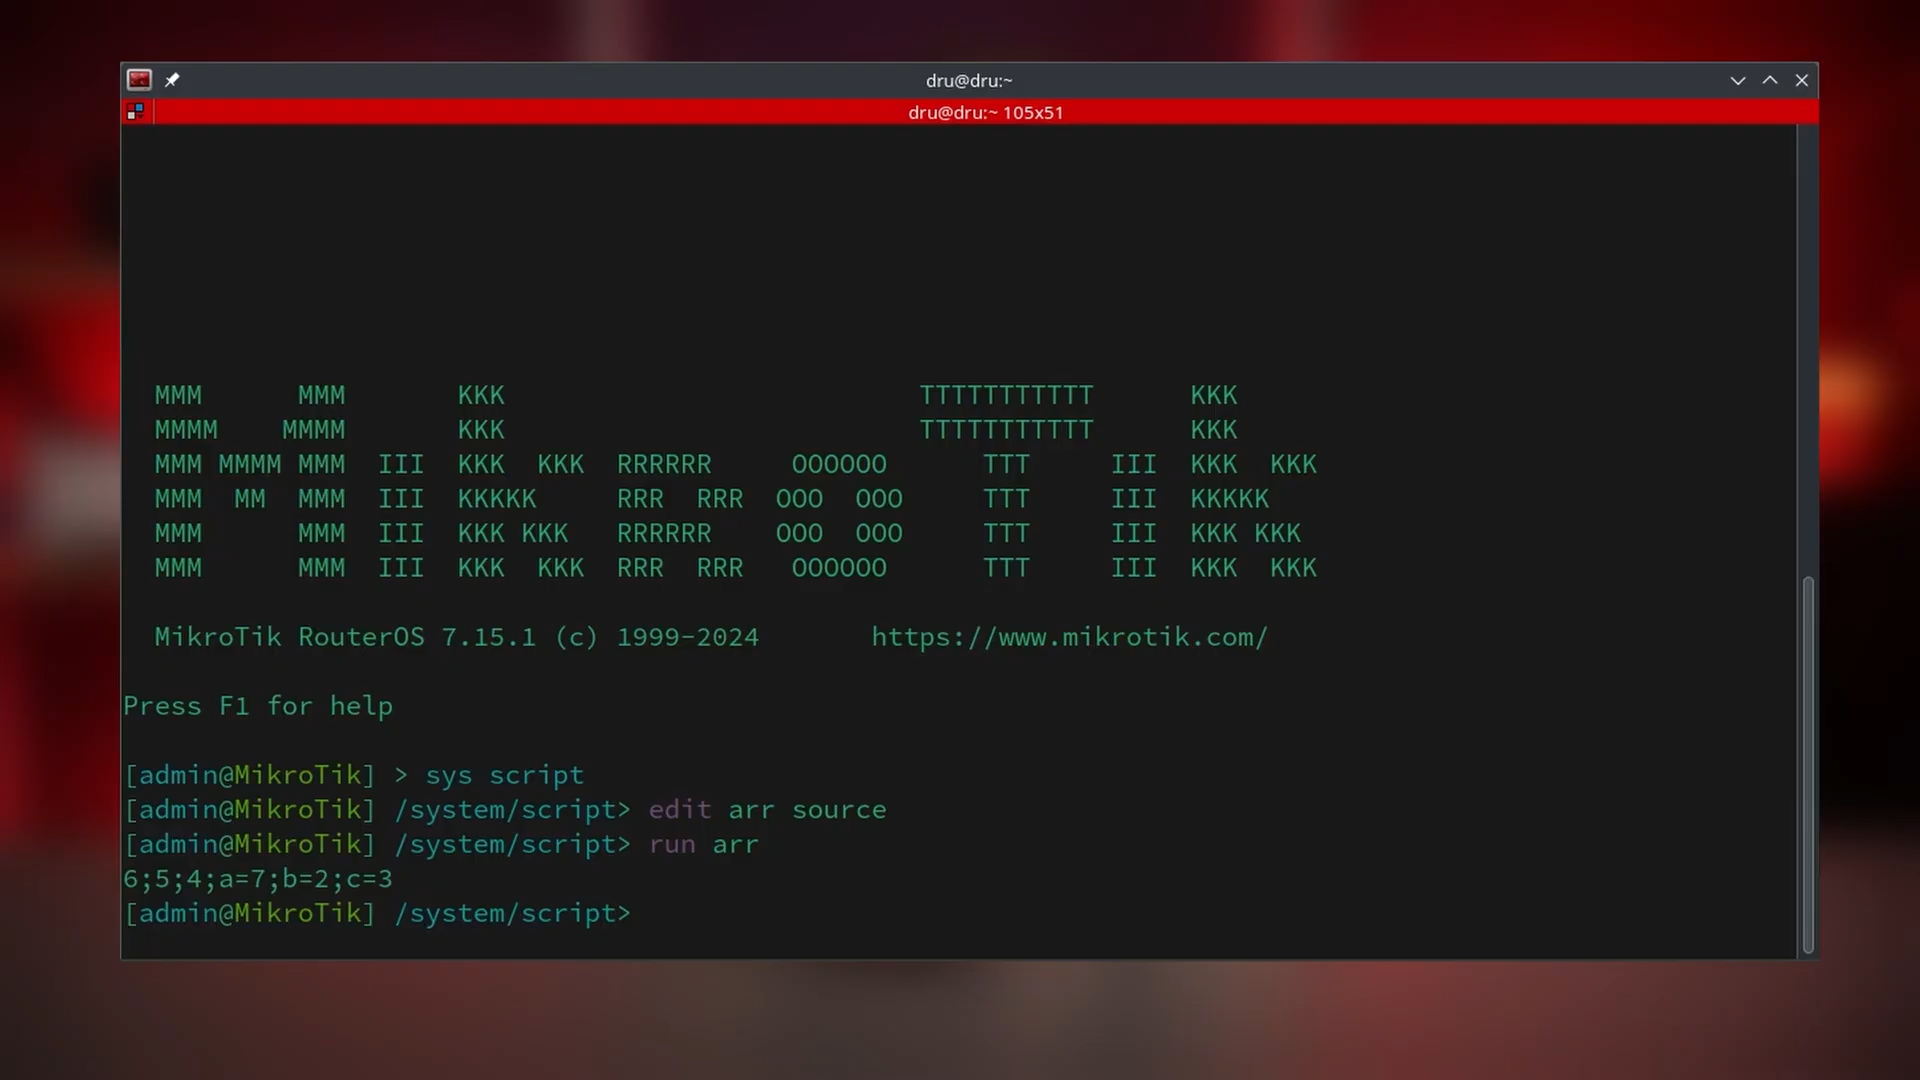 dru@dru:~
dru@dru:~ 105x51
MMM      MMM       KKK                          TTTTTTTTTTT      KKK
MMMM    MMMM       KKK                          TTTTTTTTTTT      KKK
MMM MMMM MMM  III  KKK  KKK  RRRRRR     OOOOOO      TTT     III  KKK  KKK
MMM  MM  MMM  III  KKKKK     RRR  RRR  OOO  OOO     TTT     III  KKKKK
MMM      MMM  III  KKK KKK   RRRRRR    OOO  OOO     TTT     III  KKK KKK
MMM      MMM  III  KKK  KKK  RRR  RRR   OOOOOO      TTT     III  KKK  KKK
MikroTik RouterOS 7.15.1 (c) 1999-2024       https://www.mikrotik.com/
Press F1 for help
[admin@MikroTik] > sys script
[admin@MikroTik] /system/script> edit arr source
[admin@MikroTik] /system/script> run arr
6;5;4;a=7;b=2;c=3
[admin@MikroTik] /system/script>